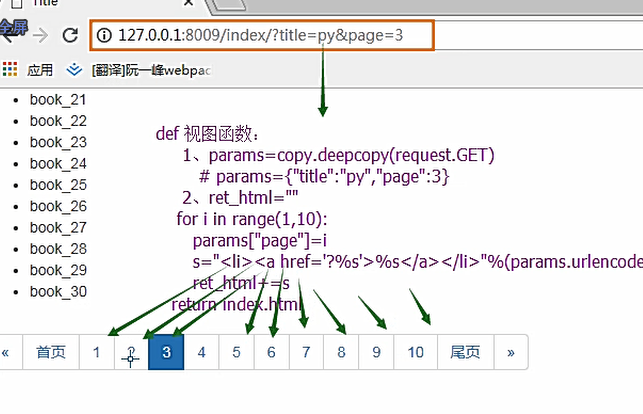 Title
全屏
127.0.0.1:8009/index/?title=py&page=3
应用 [翻译]阮一峰webpac
book_21
book_22
book_23
book_24
book_25
book_26
book_27
book_28
book_29
book_30
def 视图函数:
1、params=copy.deepcopy(request.GET)
# params={"title":"py","page":3}
2、ret_html=""
for i in range(1,10):
params["page"]=i
s="<li><a href='?%s'>%s</a></li>"%(params.urlencode
ret_html+=s
return index.html
« 首页 1 2 3 4 5 6 7 8 9 10 尾页 »